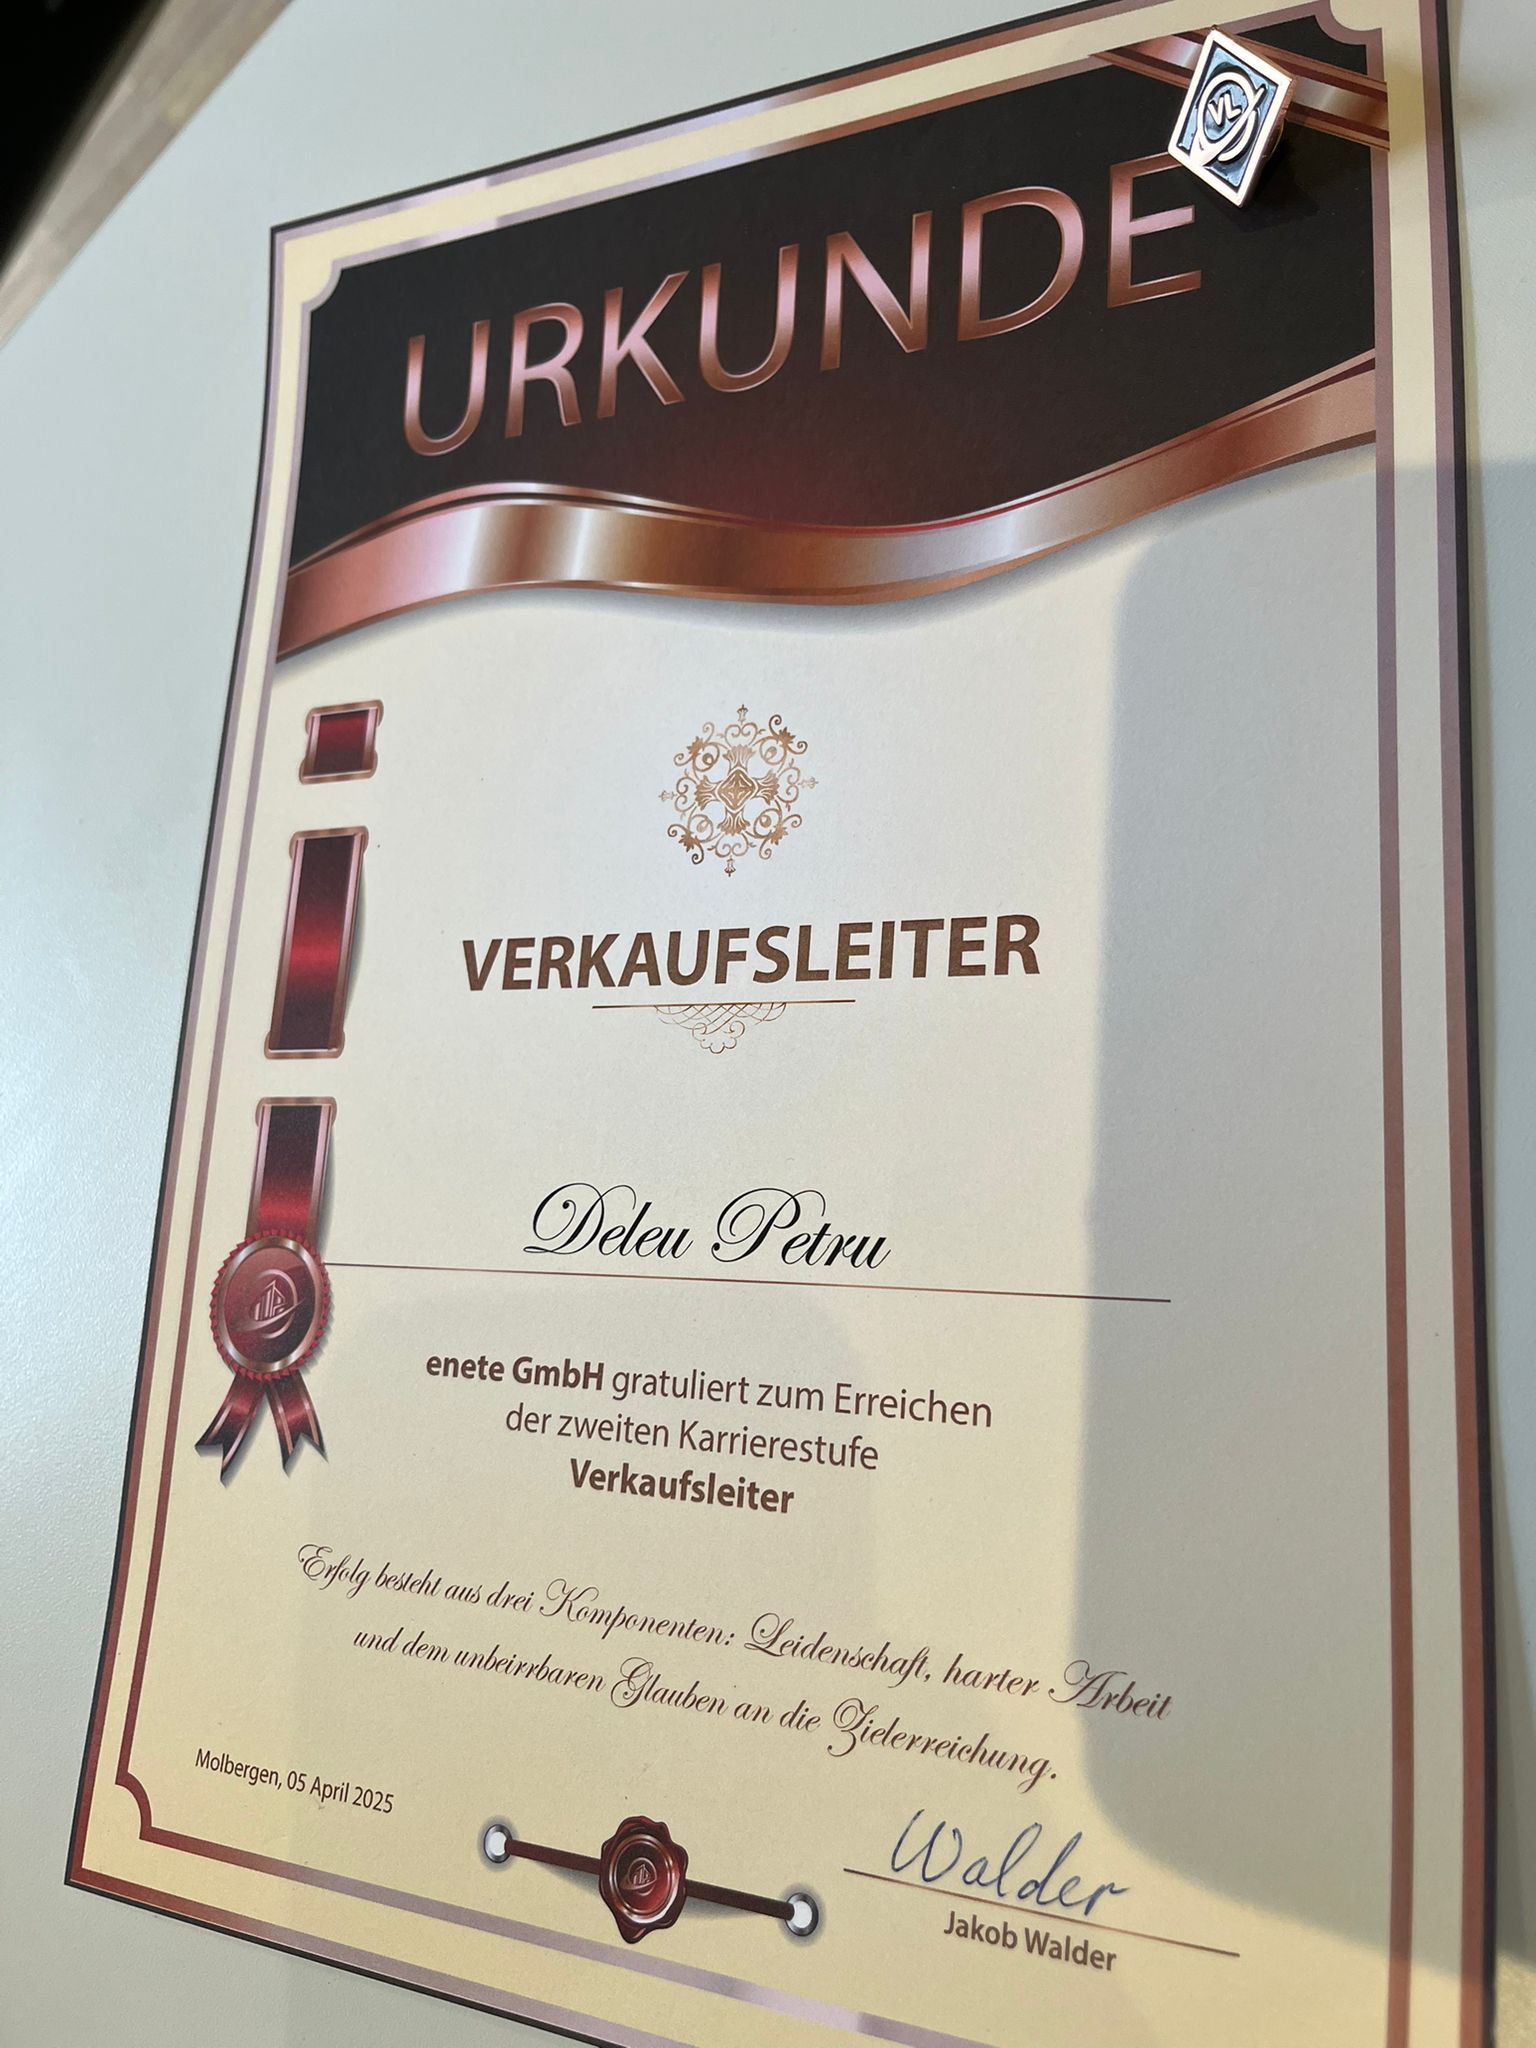 URKUNDE
VL
VERKAUFSLEITER
Deleu Petru
enete GmbH gratuliert zum Erreichen
der zweiten Karrierestufe
Verkaufsleiter
Erfolg besteht aus drei Komponenten: Leidenschaft, harter Arbeit
und dem unbeirrbaren Glauben an die Zielerreichung.
Molbergen, 05 April 2025
Walder
Jakob Walder